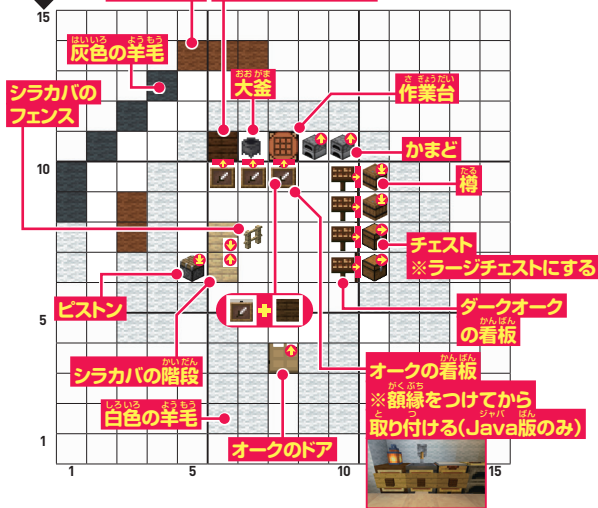 15
はいいろ ようもう
灰色の羊毛
おおがま
大釜
さぎょうだい
作業台
シラカバの
フェンス
かまど
10
たる
樽
チェスト
※ラージチェストにする
ピストン
ダークオーク
の看板
かんばん
5
かいだん
シラカバの階段
オークの看板
かんばん
※額縁をつけてから
がくぶち
取り付ける(Java版のみ)
と つ ジャバ ばん
しろいろ ようもう
白色の羊毛
オークのドア
1
1 5 10 15